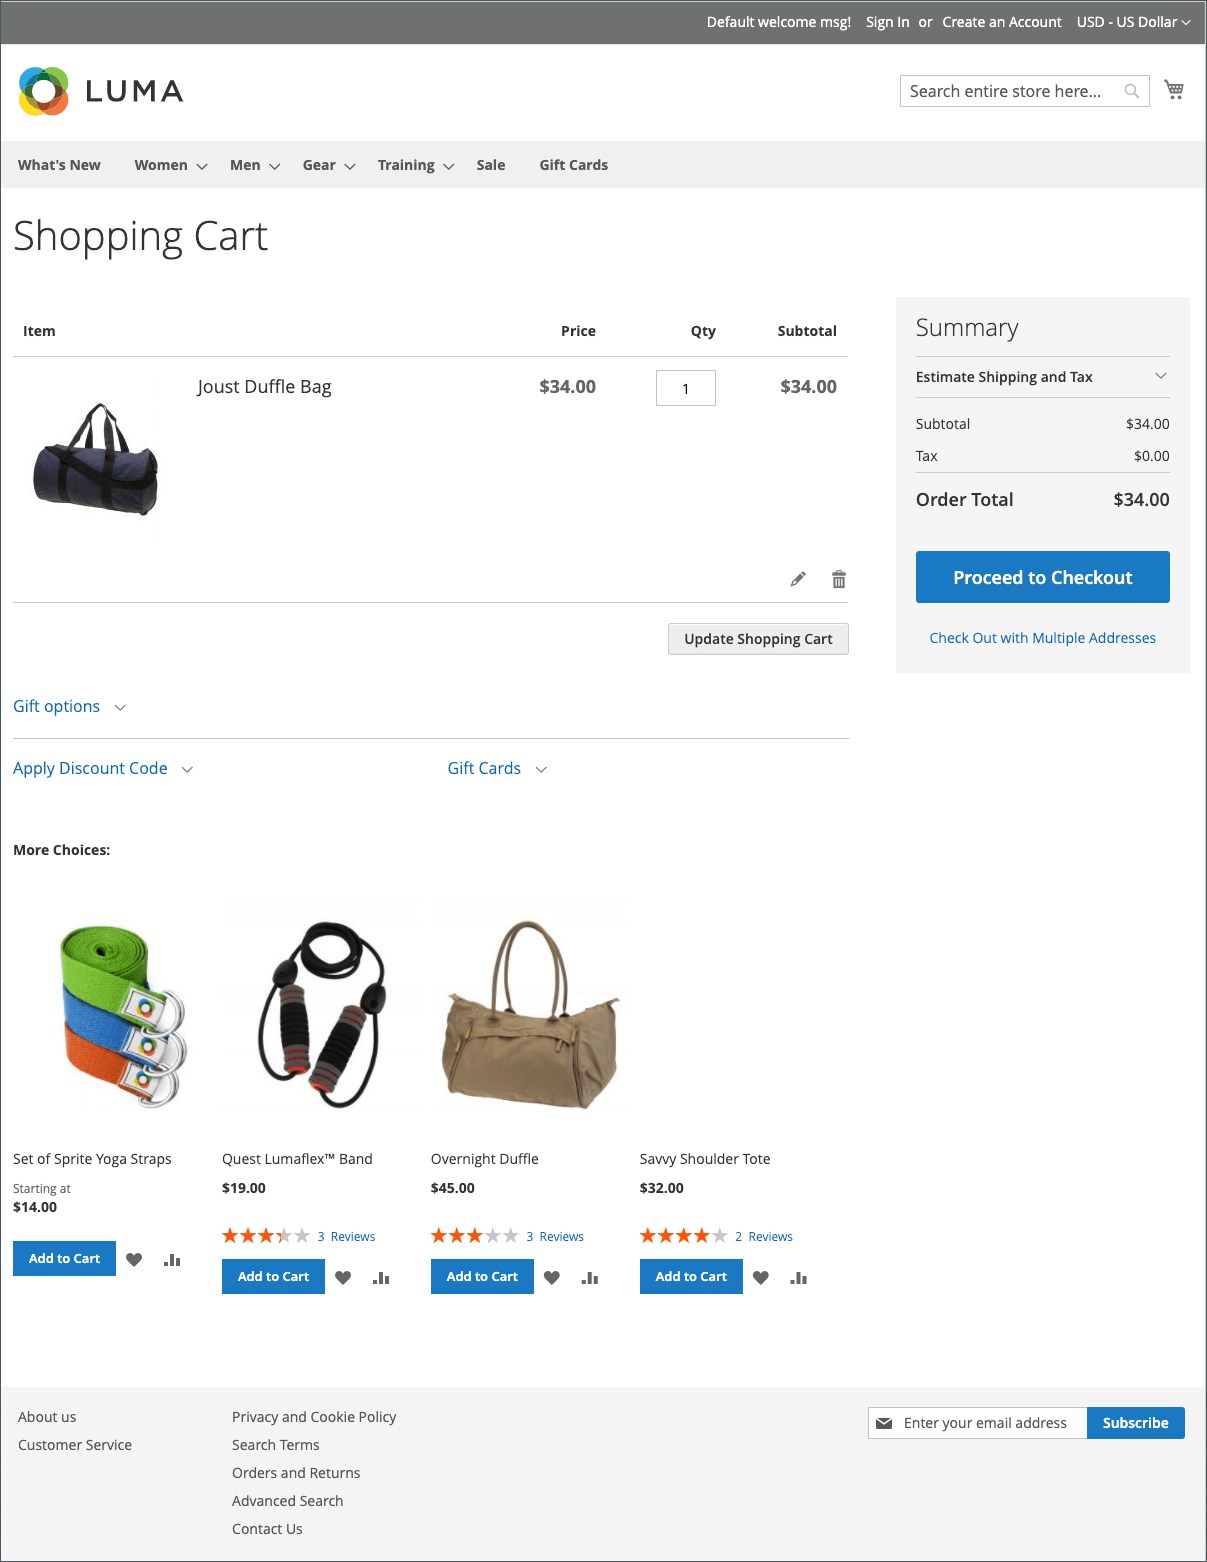 Default welcome msg! Sign In or Create an Account USD - US Dollar
LUMA
Search entire store here...
What's New Women Men Gear Training Sale Gift Cards
Shopping Cart
Item Price Qty Subtotal
Joust Duffle Bag $34.00 1 $34.00
Update Shopping Cart
Gift options
Apply Discount Code Gift Cards
Summary
Estimate Shipping and Tax
Subtotal $34.00
Tax $0.00
Order Total $34.00
Proceed to Checkout
Check Out with Multiple Addresses
More Choices:
Set of Sprite Yoga Straps
Starting at
$14.00
Add to Cart
Quest Lumaflex™ Band
$19.00
3 Reviews
Add to Cart
Overnight Duffle
$45.00
3 Reviews
Add to Cart
Savvy Shoulder Tote
$32.00
2 Reviews
Add to Cart
About us
Customer Service
Privacy and Cookie Policy
Search Terms
Orders and Returns
Advanced Search
Contact Us
Enter your email address Subscribe